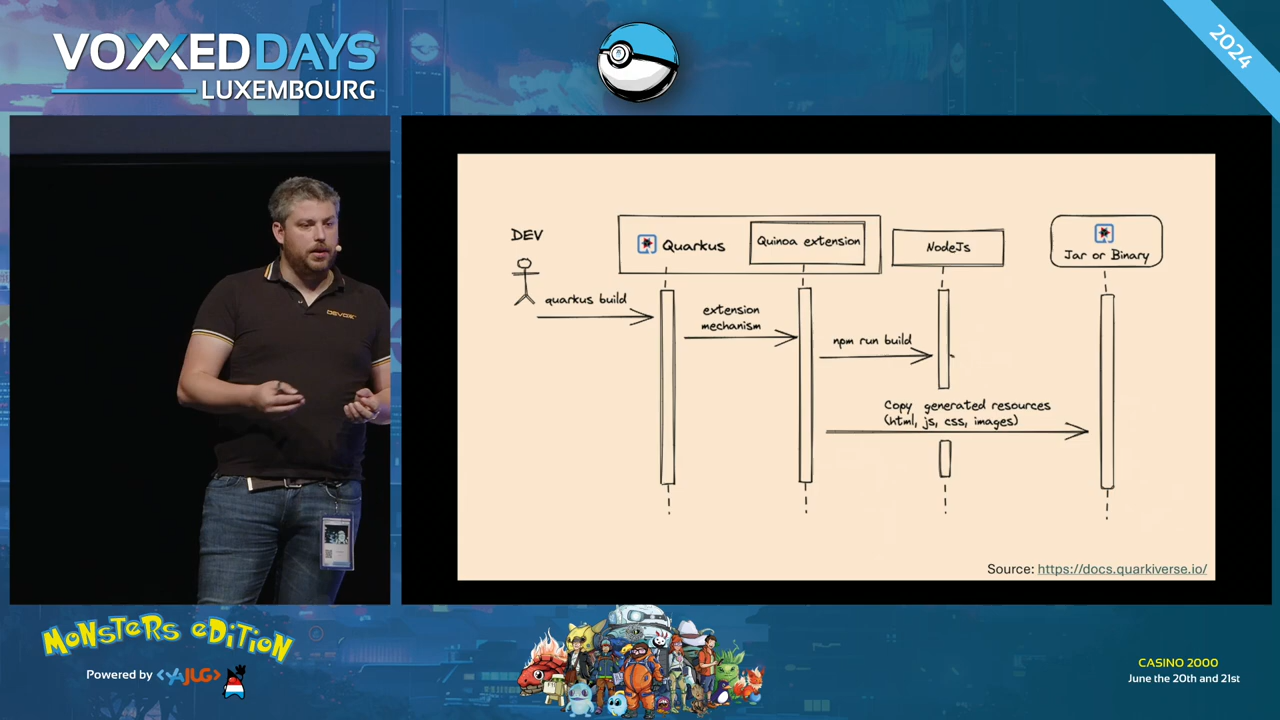 VOXXEDDAYS
LUXEMBOURG
2024
DEVOXX
DEV
Quarkus
Quinoa extension
NodeJs
Jar or Binary
quarkus build
extension
mechanism
npm run build
Copy generated resources
(html, js, css, images)
Source: https://docs.quarkiverse.io/
MONSTERS EDITION
Powered by <YAJUG>
CASINO 2000
June the 20th and 21st